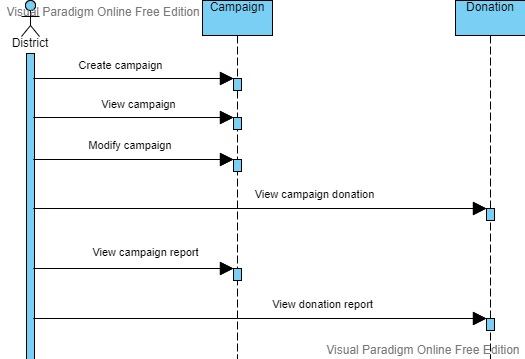 Visual Paradigm Online Free Edition
Campaign
Donation
District
Create campaign
View campaign
Modify campaign
View campaign donation
View campaign report
View donation report
Visual Paradigm Online Free Edition